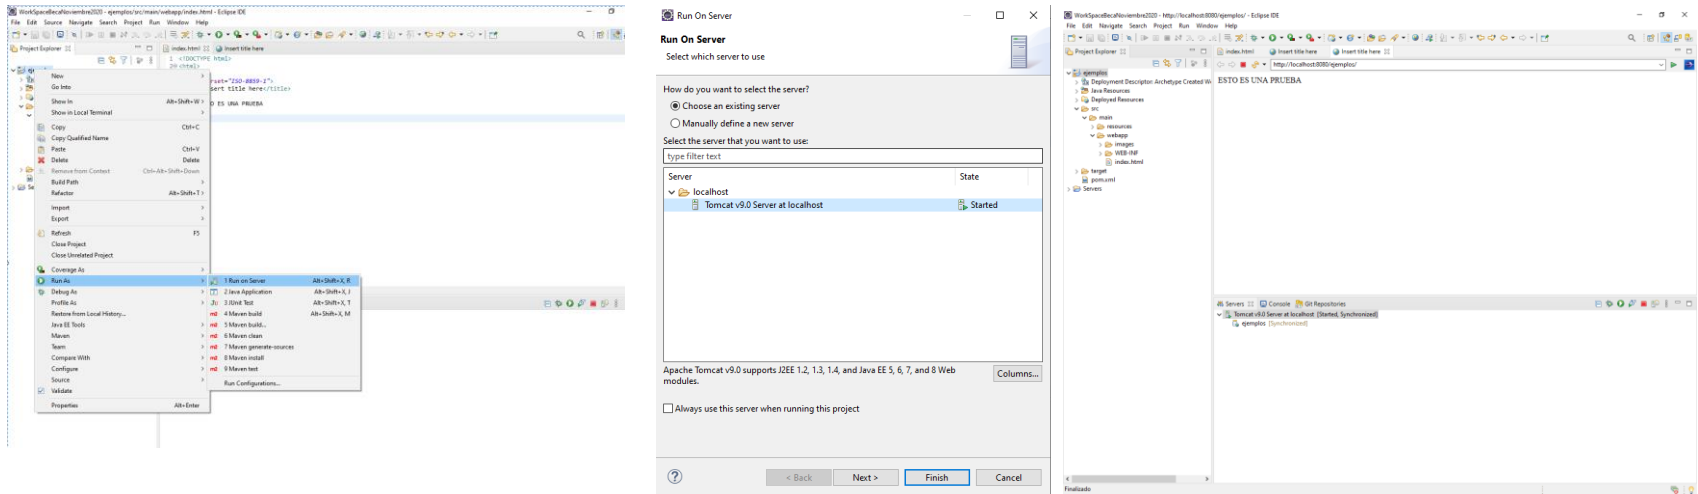 WorkSpaceBecaNoviembre2020 - ejemplos/src/main/webapp/index.html - Eclipse IDE
File Edit Source Navigate Search Project Run Window Help
Project Explorer
index.html
Insert title here
1 <!DOCTYPE html>
20 <html>
rset="ISO-8859-1">
sert title here</title>
O ES UNA PRUEBA
New
Go Into
Show In Alt+Shift+W >
Show in Local Terminal
Copy Ctrl+C
Copy Qualified Name
Paste Ctrl+V
Delete Delete
Remove from Context Ctrl+Alt+Shift+Down
Build Path
Refactor Alt+Shift+T >
Import
Export
Refresh F5
Close Project
Close Unrelated Project
Coverage As
Run As
Debug As
Profile As
Restore from Local History...
Java EE Tools
Maven
Team
Compare With
Configure
Source
Validate
Properties Alt+Enter
1 Run on Server Alt+Shift+X, R
2 Java Application Alt+Shift+X, J
3 JUnit Test Alt+Shift+X, T
4 Maven build Alt+Shift+X, M
5 Maven build...
6 Maven clean
7 Maven generate-sources
8 Maven install
9 Maven test
Run Configurations...
Run On Server
Run On Server
Select which server to use
How do you want to select the server?
Choose an existing server
Manually define a new server
Select the server that you want to use:
type filter text
Server State
localhost
Tomcat v9.0 Server at localhost Started
Apache Tomcat v9.0 supports J2EE 1.2, 1.3, 1.4, and Java EE 5, 6, 7, and 8 Web
modules.
Columns...
Always use this server when running this project
< Back Next > Finish Cancel
WorkSpaceBecaNoviembre2020 - http://localhost:8080/ejemplos/ - Eclipse IDE
File Edit Navigate Search Project Run Window Help
Project Explorer
index.html
Insert title here
Insert title here
http://localhost:8080/ejemplos/
ESTO ES UNA PRUEBA
ejemplos
Deployment Descriptor: Archetype Created W
Java Resources
Deployed Resources
src
main
resources
webapp
images
WEB-INF
index.html
target
pom.xml
Servers
Servers Console Git Repositories
Tomcat v9.0 Server at localhost [Started, Synchronized]
ejemplos [Synchronized]
Finalizado